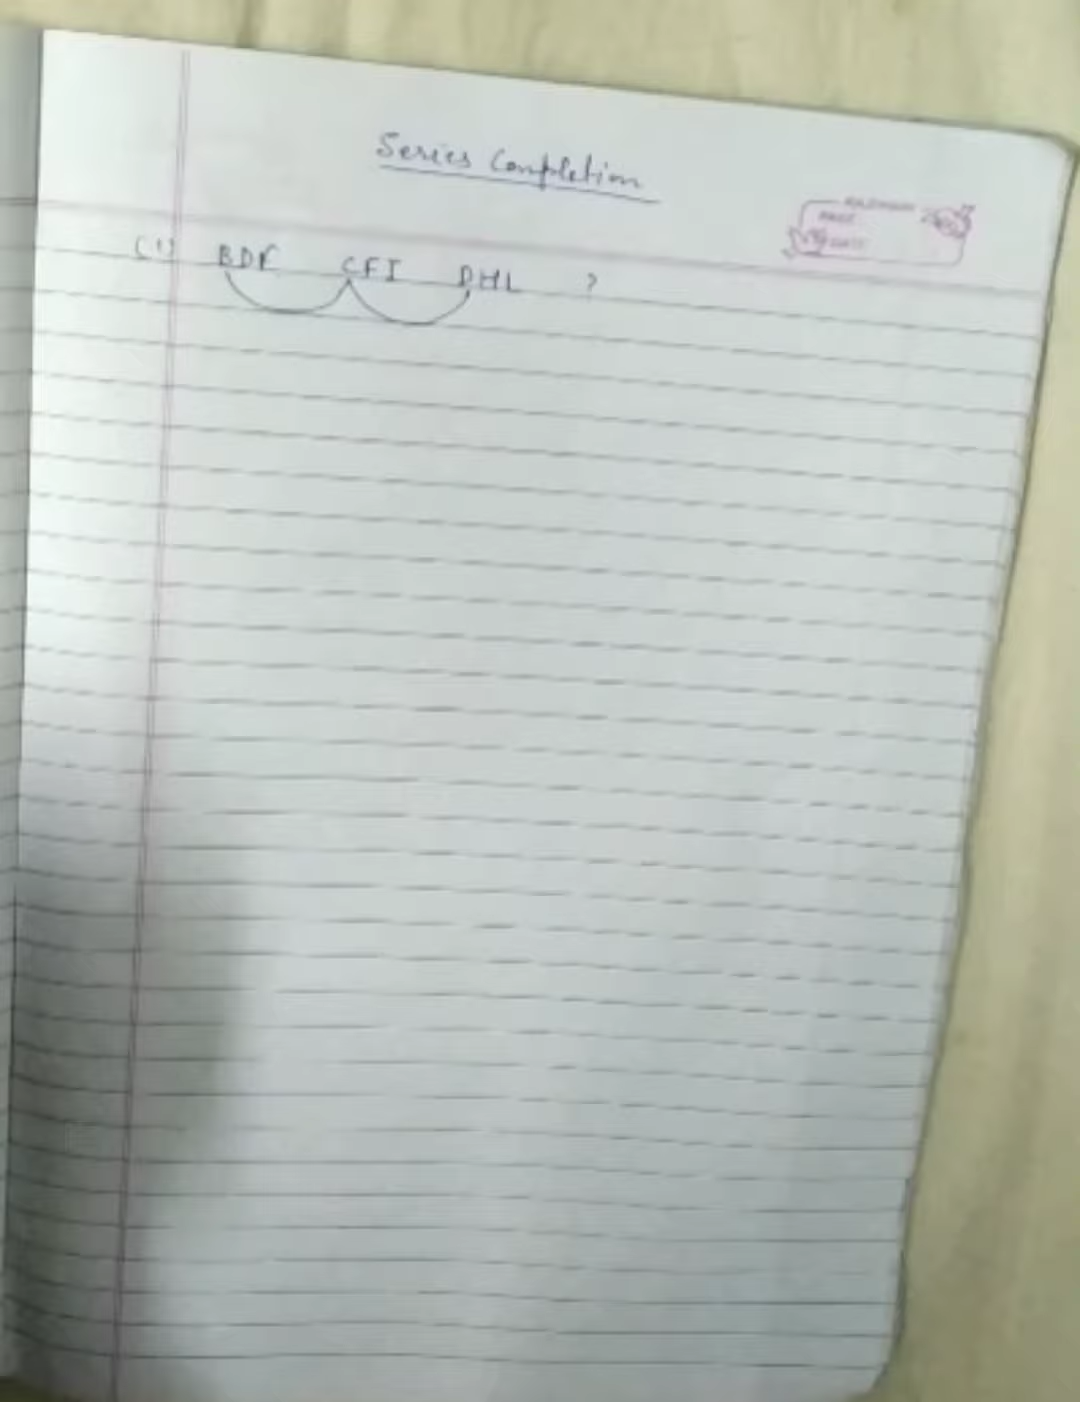 Series Completion
(1) BDF CFI DHL ?